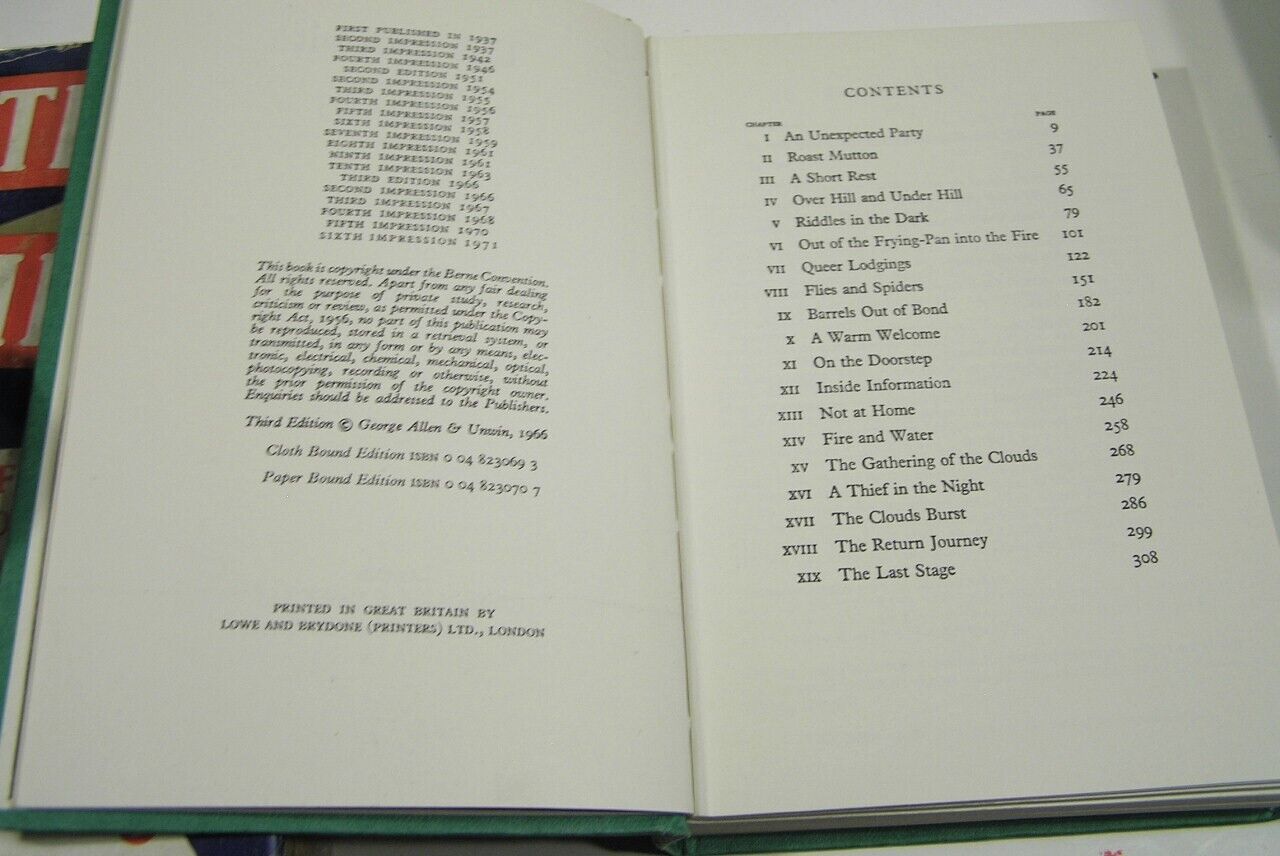 FIRST PUBLISHED IN 1937
SECOND IMPRESSION 1937
THIRD IMPRESSION 1942
FOURTH IMPRESSION 1946
SECOND EDITION 1951
SECOND IMPRESSION 1954
THIRD IMPRESSION 1955
FOURTH IMPRESSION 1956
FIFTH IMPRESSION 1957
SIXTH IMPRESSION 1958
SEVENTH IMPRESSION 1959
EIGHTH IMPRESSION 1961
NINTH IMPRESSION 1961
TENTH IMPRESSION 1963
THIRD EDITION 1966
SECOND IMPRESSION 1966
THIRD IMPRESSION 1967
FOURTH IMPRESSION 1968
FIFTH IMPRESSION 1970
SIXTH IMPRESSION 1971
This book is copyright under the Berne Convention.
All rights reserved. Apart from any fair dealing
for the purpose of private study, research,
criticism or review, as permitted under the Copy-
right Act, 1956, no part of this publication may
be reproduced, stored in a retrieval system, or
transmitted, in any form or by any means, elec-
tronic, electrical, chemical, mechanical, optical,
photocopying, recording or otherwise, without
the prior permission of the copyright owner.
Enquiries should be addressed to the Publishers.
Third Edition © George Allen & Unwin, 1966
Cloth Bound Edition ISBN 0 04 823069 3
Paper Bound Edition ISBN 0 04 823070 7
PRINTED IN GREAT BRITAIN BY
LOWE AND BRYDONE (PRINTERS) LTD., LONDON
CONTENTS
CHAPTER PAGE
I An Unexpected Party 9
II Roast Mutton 37
III A Short Rest 55
IV Over Hill and Under Hill 65
V Riddles in the Dark 79
VI Out of the Frying-Pan into the Fire 101
VII Queer Lodgings 122
VIII Flies and Spiders 151
IX Barrels Out of Bond 182
X A Warm Welcome 201
XI On the Doorstep 214
XII Inside Information 224
XIII Not at Home 246
XIV Fire and Water 258
XV The Gathering of the Clouds 268
XVI A Thief in the Night 279
XVII The Clouds Burst 286
XVIII The Return Journey 299
XIX The Last Stage 308